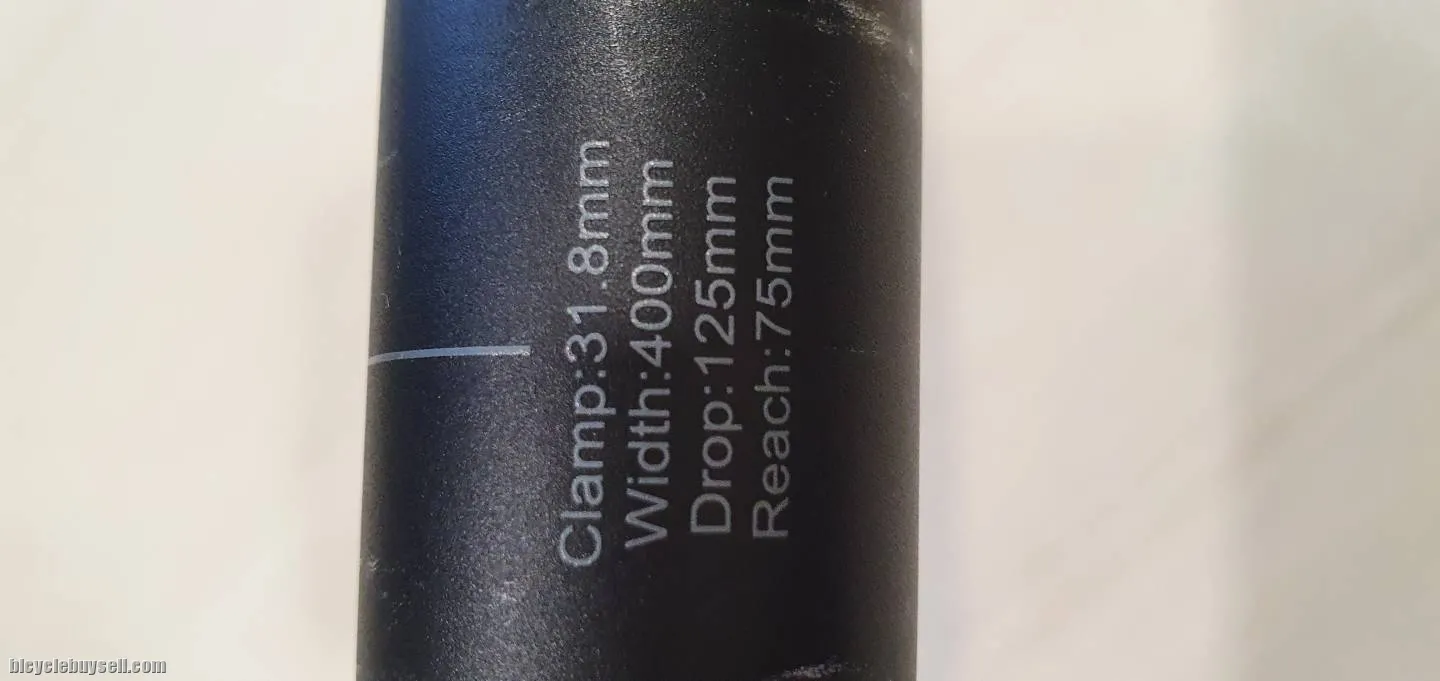 Clamp:31.8mm
Width:400mm
Drop:125mm
Reach:75mm
bicyclebuysell.com